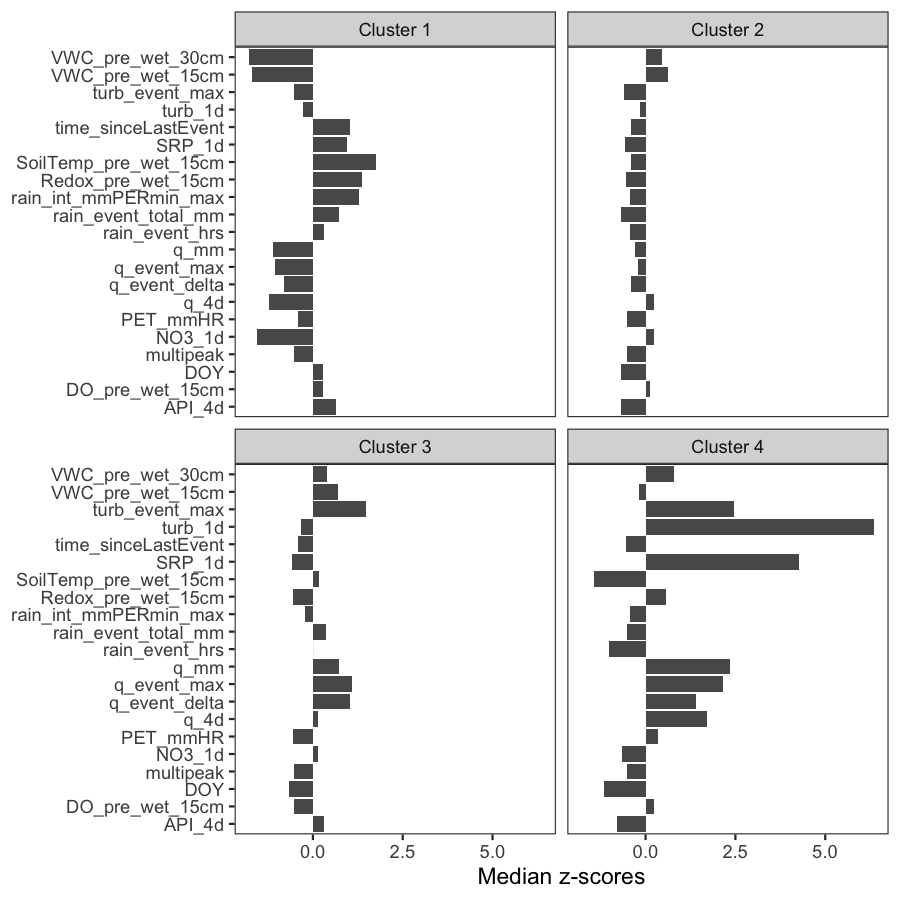 Cluster 1
Cluster 2
VWC_pre_wet_30cm
VWC_pre_wet_15cm
turb_event_max
turb_1d
time_sinceLastEvent
SRP_1d
SoilTemp_pre_wet_15cm
Redox_pre_wet_15cm
rain_int_mmPERmin_max
rain_event_total_mm
rain_event_hrs
q_mm
q_event_max
q_event_delta
q_4d
PET_mmHR
NO3_1d
multipeak
DOY
DO_pre_wet_15cm
API_4d
Cluster 3
Cluster 4
VWC_pre_wet_30cm
VWC_pre_wet_15cm
turb_event_max
turb_1d
time_sinceLastEvent
SRP_1d
SoilTemp_pre_wet_15cm
Redox_pre_wet_15cm
rain_int_mmPERmin_max
rain_event_total_mm
rain_event_hrs
q_mm
q_event_max
q_event_delta
q_4d
PET_mmHR
NO3_1d
multipeak
DOY
DO_pre_wet_15cm
API_4d
0.0 2.5 5.0 0.0 2.5 5.0
Median z-scores